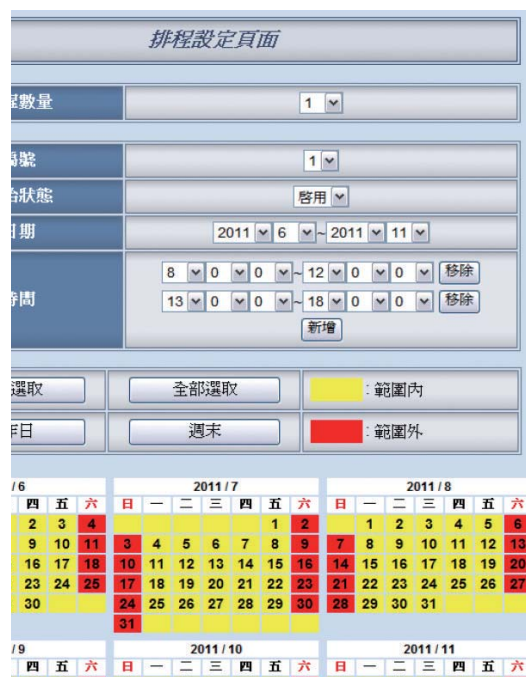 排程設定頁面
程數量 1
編號 1
始狀態 啓用
日期 2011 6 ~ 2011 11
時間 8 0 0 ~ 12 0 0 移除
13 0 0 ~ 18 0 0 移除
新增
選取 全部選取 : 範圍內
作日 週末 : 範圍外
/ 6 2011 / 7 2011 / 8
四 五 六 日 一 二 三 四 五 六 日 一 二 三 四 五 六
2 3 4 1 2 1 2 3 4 5 6
9 10 11 3 4 5 6 7 8 9 7 8 9 10 11 12 13
16 17 18 10 11 12 13 14 15 16 14 15 16 17 18 19 20
23 24 25 17 18 19 20 21 22 23 21 22 23 24 25 26 27
30 24 25 26 27 28 29 30 28 29 30 31
31
/ 9 2011 / 10 2011 / 11
四 五 六 日 一 二 三 四 五 六 日 一 二 三 四 五 六